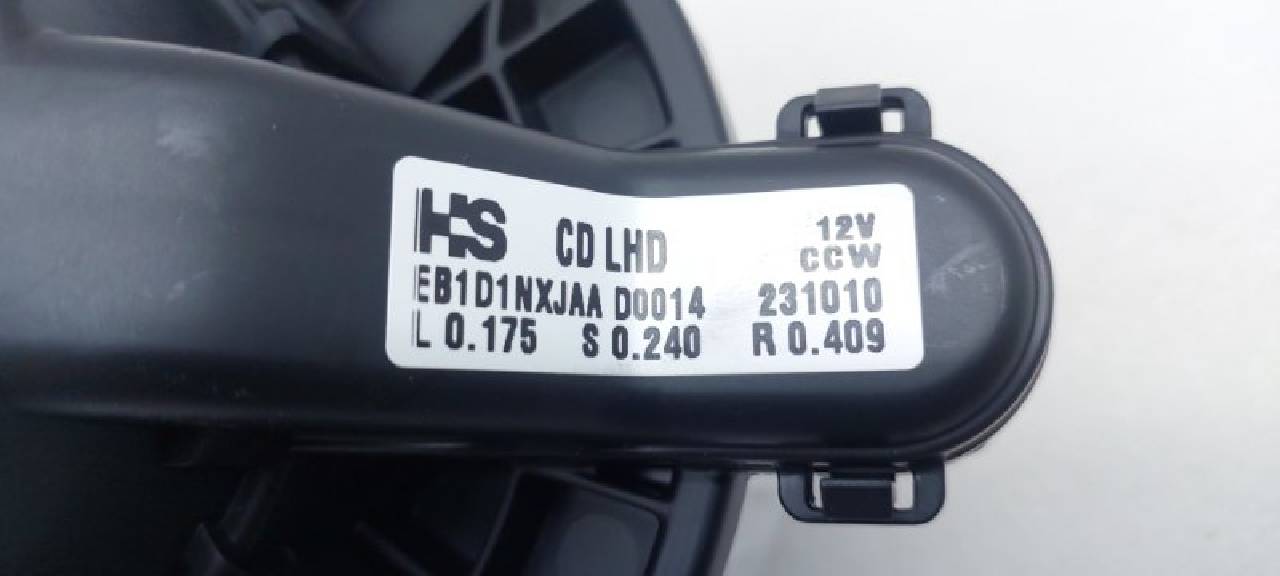 HS CD LHD 12V
CCW
EB1D1NXJAA D0014 231010
L 0.175 S 0.240 R 0.409